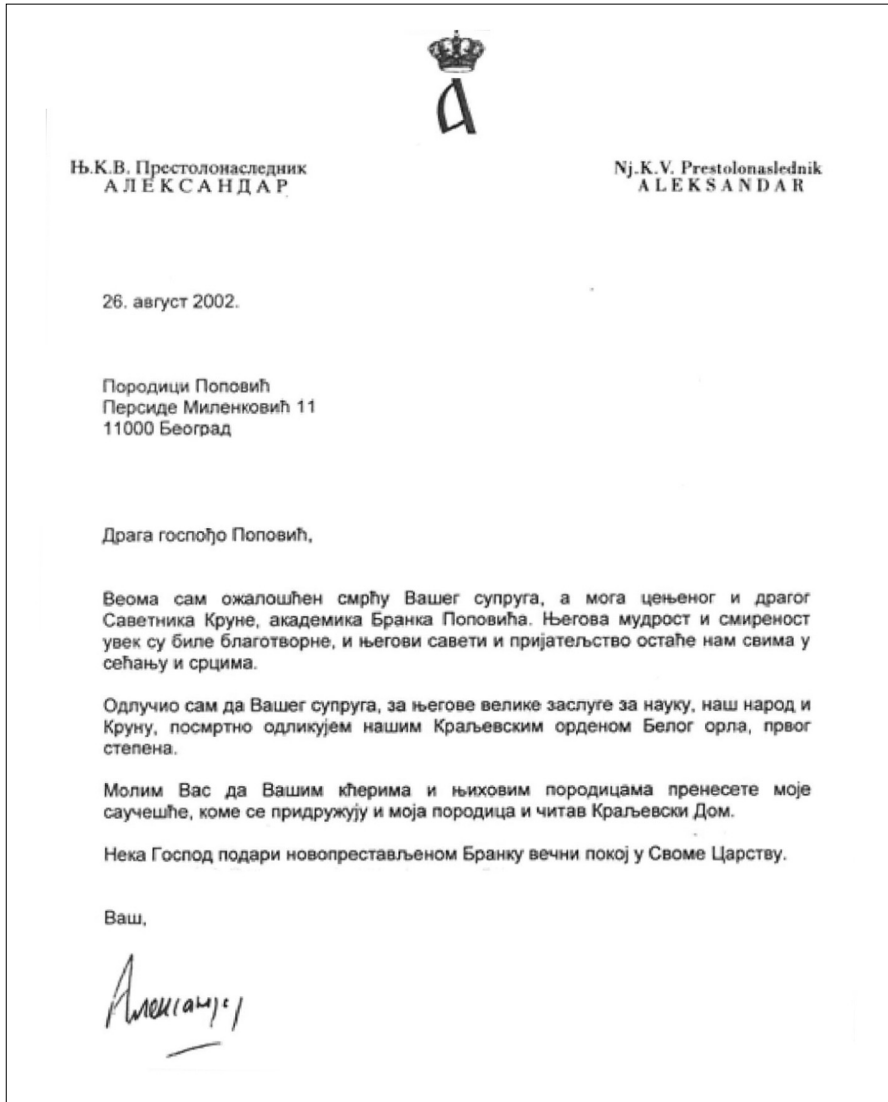 А
Њ.К.В. Престолонаследник
АЛЕКСАНДАР
Nj.K.V. Prestolonaslednik
ALEKSANDAR
26. август 2002.
Породици Поповић
Персиде Миленковић 11
11000 Београд
Драга госпођо Поповић,
Веома сам ожалошћен смрћу Вашег супруга, а мога цењеног и драгог
Саветника Круне, академика Бранка Поповића. Његова мудрост и смиреност
увек су биле благотворне, и његови савети и пријатељство остаће нам свима у
сећању и срцима.
Одлучио сам да Вашег супруга, за његове велике заслуге за науку, наш народ и
Круну, посмртно одликујем нашим Краљевским орденом Белог орла, првог
степена.
Молим Вас да Вашим кћерима и њиховим породицама пренесете моје
саучешће, коме се придружују и моја породица и читав Краљевски Дом.
Нека Господ подари новопрестављеном Бранку вечни покој у Своме Царству.
Ваш,
Александар